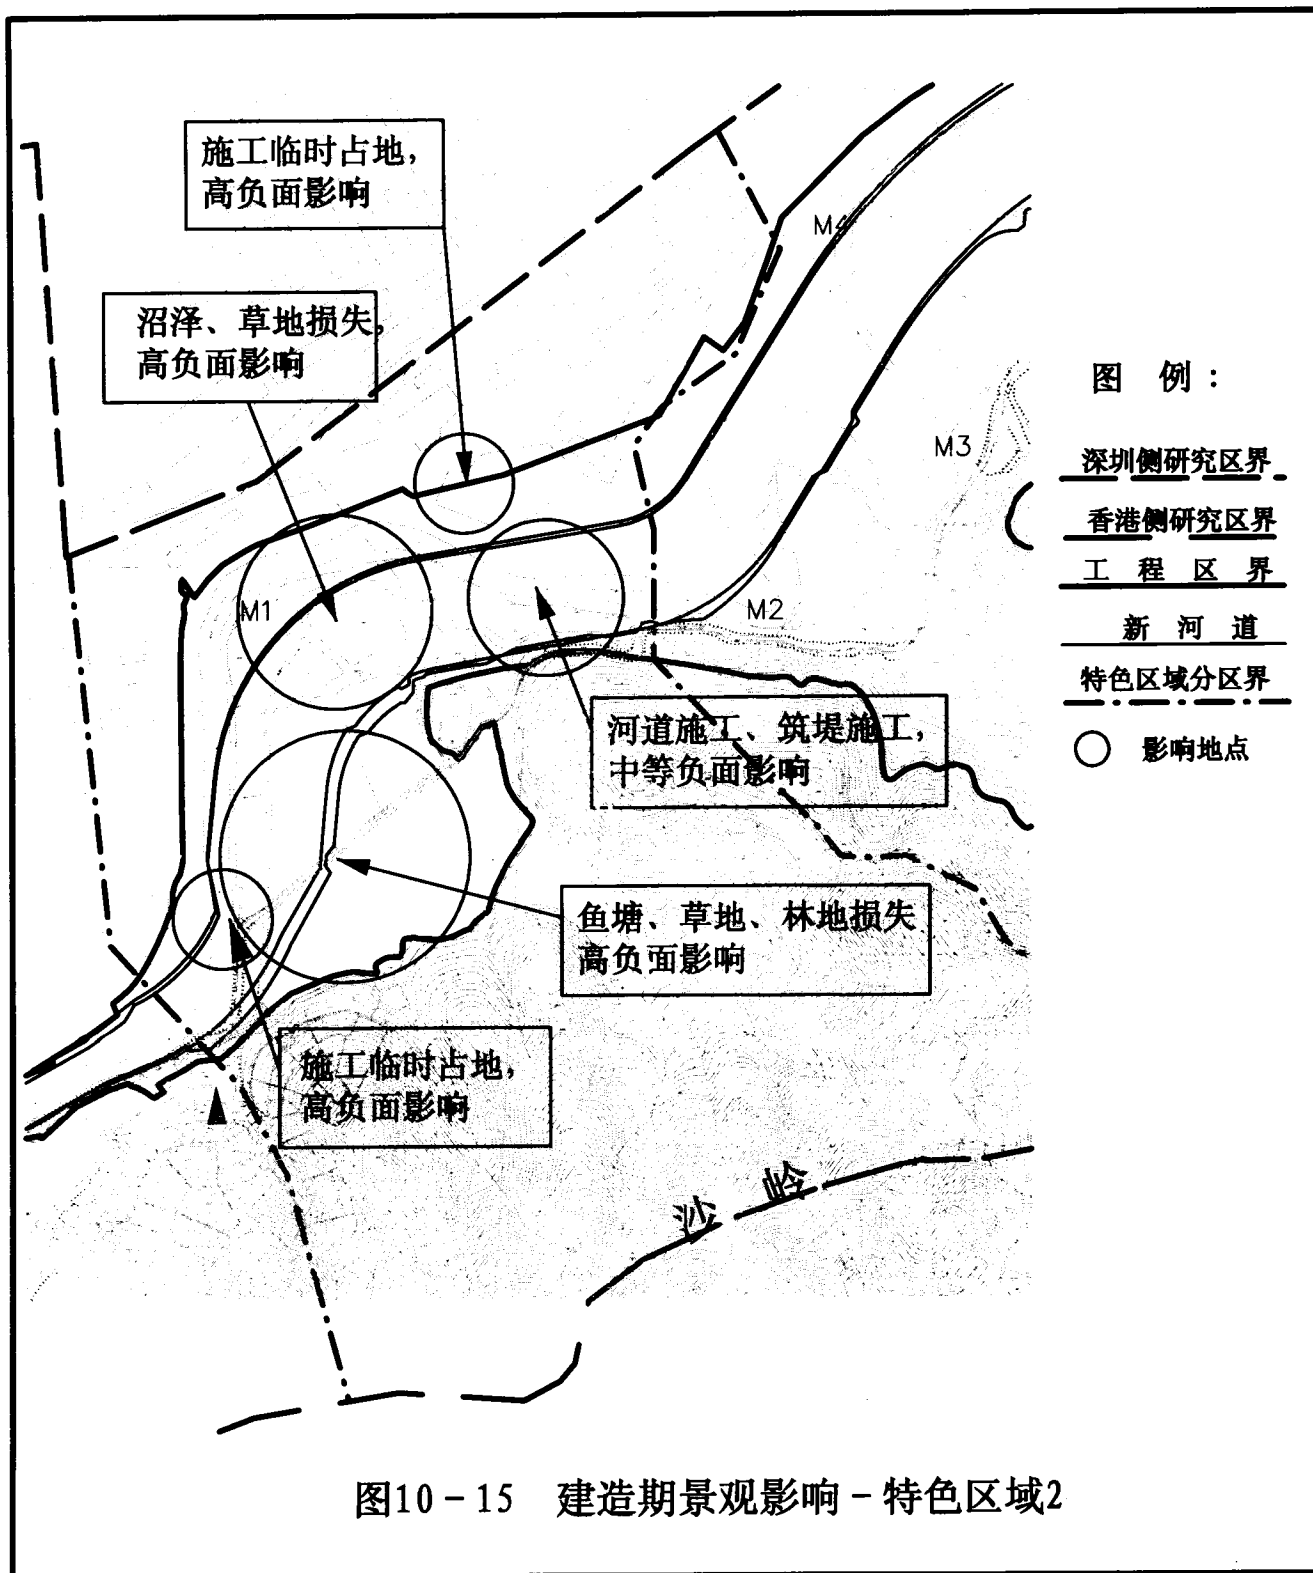 施工临时占地，
高负面影响
沼泽、草地损失，
高负面影响
M4
M3
M1
M2
河道施工、筑堤施工，
中等负面影响
鱼塘、草地、林地损失
高负面影响
施工临时占地，
高负面影响
沙岭
图 例：
深圳侧研究区界
香港侧研究区界
工 程 区 界
新 河 道
特色区域分区界
影响地点
图10－15 建造期景观影响－特色区域2